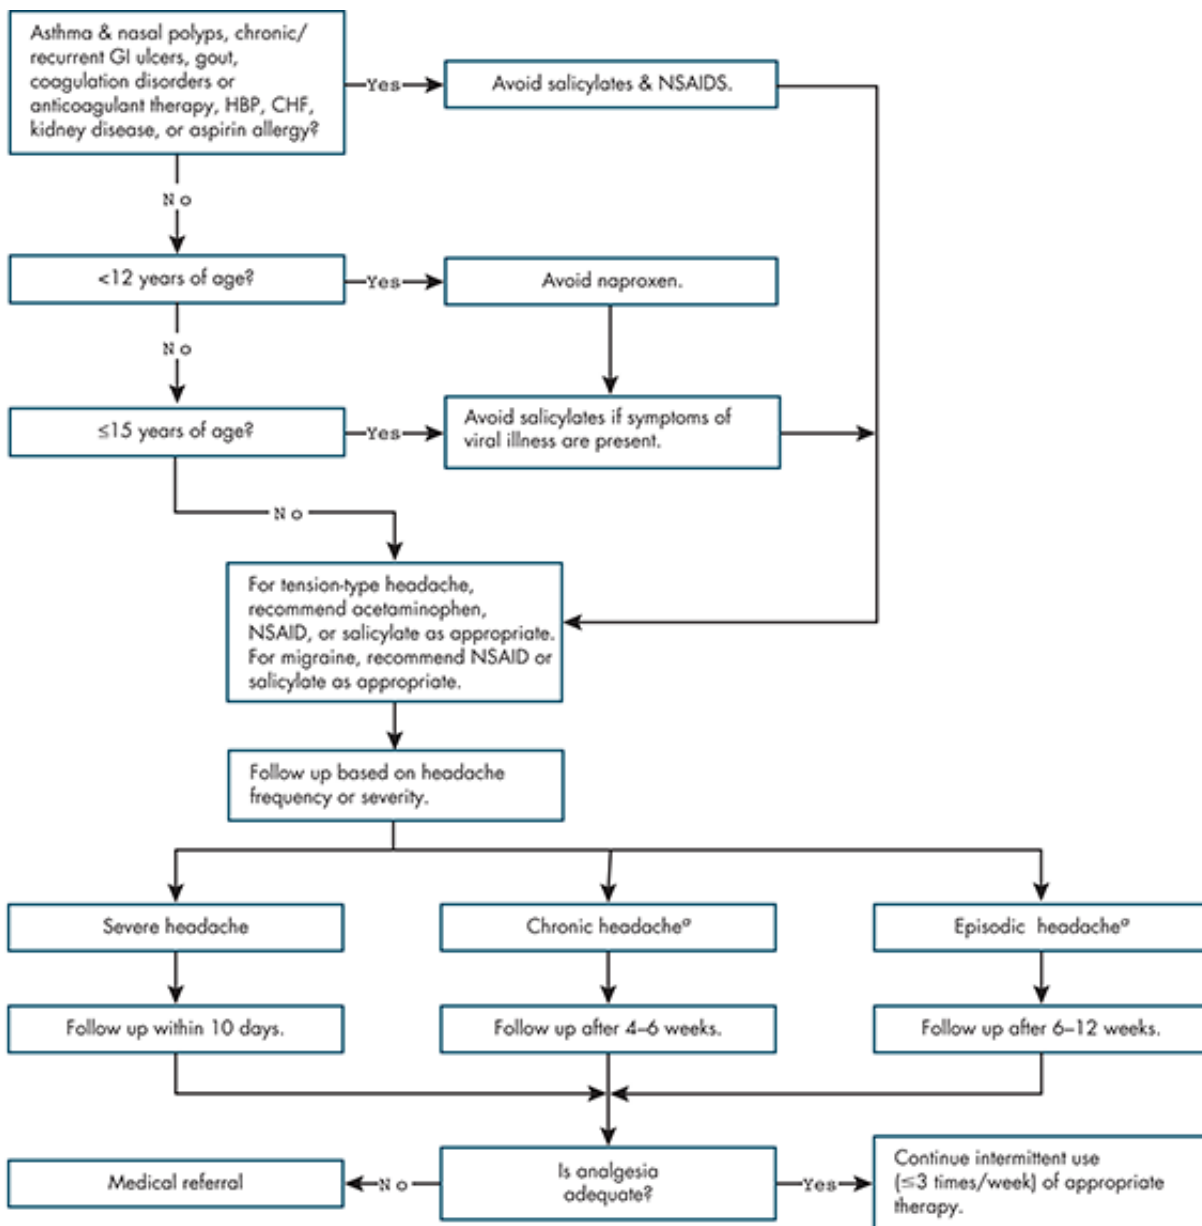 Asthma & nasal polyps, chronic/
recurrent GI ulcers, gout,
coagulation disorders or
anticoagulant therapy, HBP, CHF,
kidney disease, or aspirin allergy?
Yes
Avoid salicylates & NSAIDS.
No
<12 years of age?
Yes
Avoid naproxen.
No
≤15 years of age?
Yes
Avoid salicylates if symptoms of
viral illness are present.
No
For tension-type headache,
recommend acetaminophen,
NSAID, or salicylate as appropriate.
For migraine, recommend NSAID or
salicylate as appropriate.
Follow up based on headache
frequency or severity.
Severe headache
Chronic headacheᵃ
Episodic headacheᵃ
Follow up within 10 days.
Follow up after 4–6 weeks.
Follow up after 6–12 weeks.
Medical referral
No
Is analgesia
adequate?
Yes
Continue intermittent use
(≤3 times/week) of appropriate
therapy.